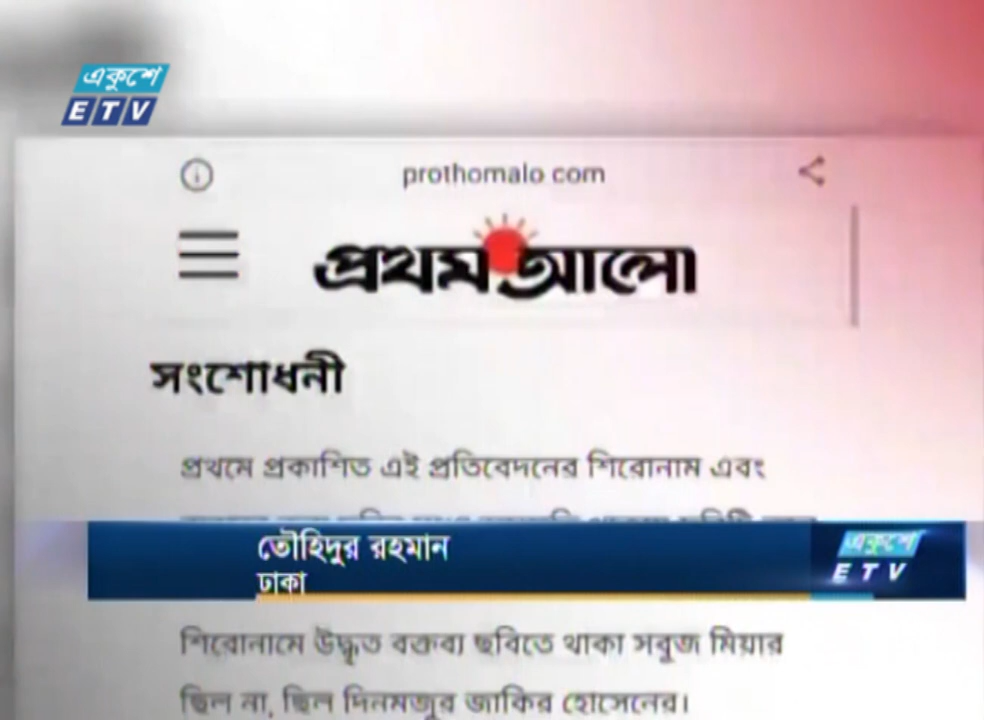 একুশে
ETV
prothomalo com
প্রথম আলো
সংশোধনী
প্রথমে প্রকাশিত এই প্রতিবেদনের শিরোনাম এবং
তৌহিদুর রহমান
ঢাকা
একুশে
ETV
শিরোনামে উদ্ধৃত বক্তব্য ছবিতে থাকা সবুজ মিয়ার
ছিল না, ছিল দিনমজুর জাকির হোসেনের।